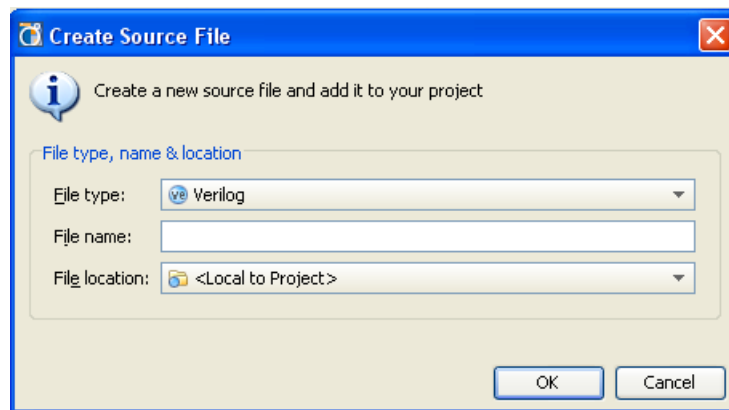 Create Source File
Create a new source file and add it to your project
File type, name & location
File type:
ve Verilog
File name:
File location:
<Local to Project>
OK
Cancel